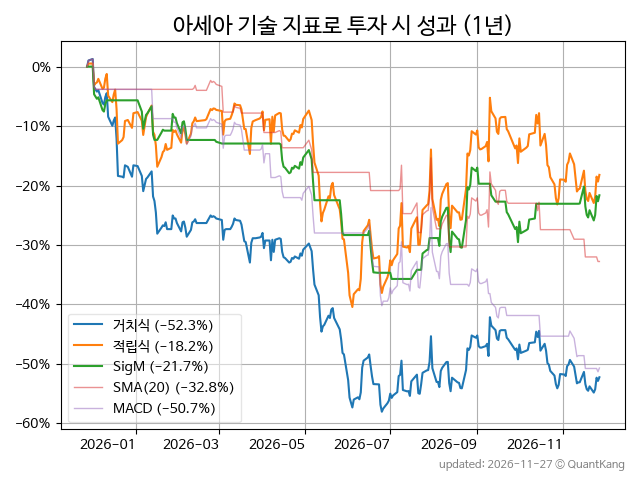 아세아 기술 지표로 투자 시 성과 (1년)
0%
−10%
−20%
−30%
−40%
−50%
−60%
거치식 (−52.3%)
적립식 (−18.2%)
SigM (−21.7%)
SMA(20) (−32.8%)
MACD (−50.7%)
2026-01 2026-03 2026-05 2026-07 2026-09 2026-11
updated: 2026-11-27 © QuantKang